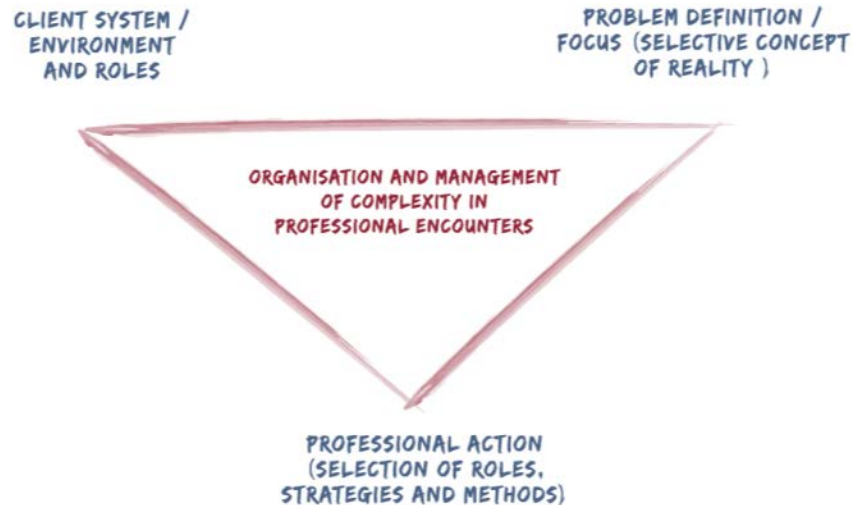 CLIENT SYSTEM /
ENVIRONMENT
AND ROLES
PROBLEM DEFINITION /
FOCUS (SELECTIVE CONCEPT
OF REALITY )
ORGANISATION AND MANAGEMENT
OF COMPLEXITY IN
PROFESSIONAL ENCOUNTERS
PROFESSIONAL ACTION
(SELECTION OF ROLES,
STRATEGIES AND METHODS)